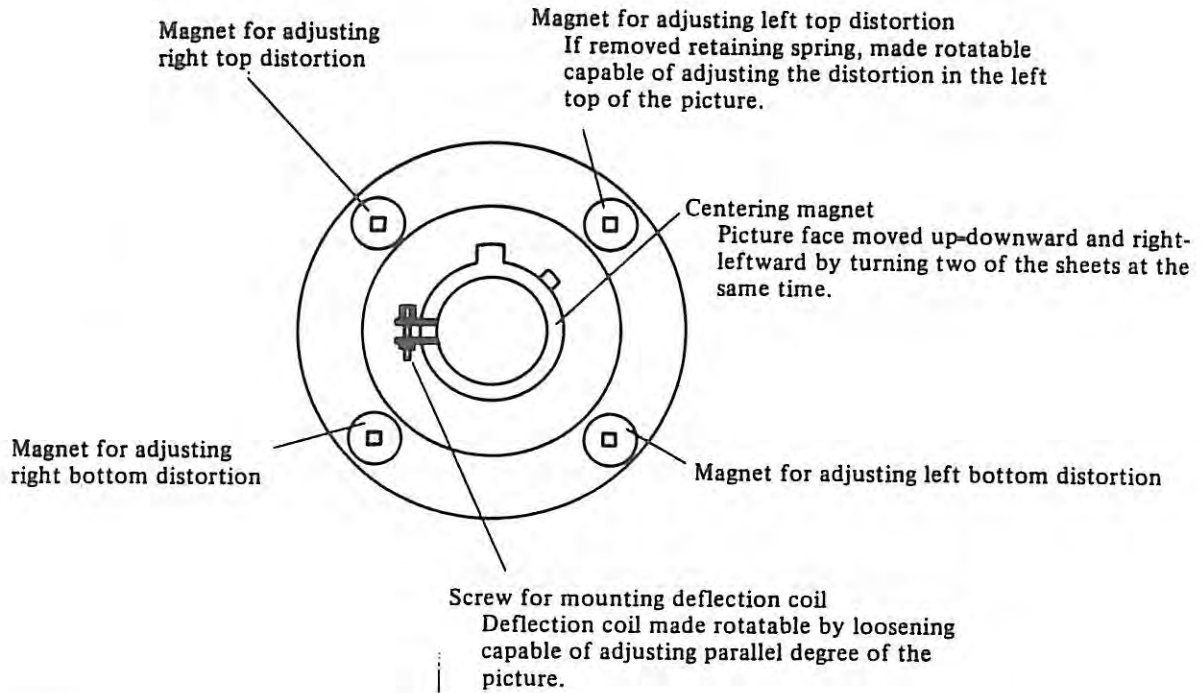 Magnet for adjusting
right top distortion
Magnet for adjusting left top distortion
If removed retaining spring, made rotatable
capable of adjusting the distortion in the left
top of the picture.
Centering magnet
Picture face moved up-downward and right-
leftward by turning two of the sheets at the
same time.
Magnet for adjusting
right bottom distortion
Magnet for adjusting left bottom distortion
Screw for mounting deflection coil
Deflection coil made rotatable by loosening
capable of adjusting parallel degree of the
picture.